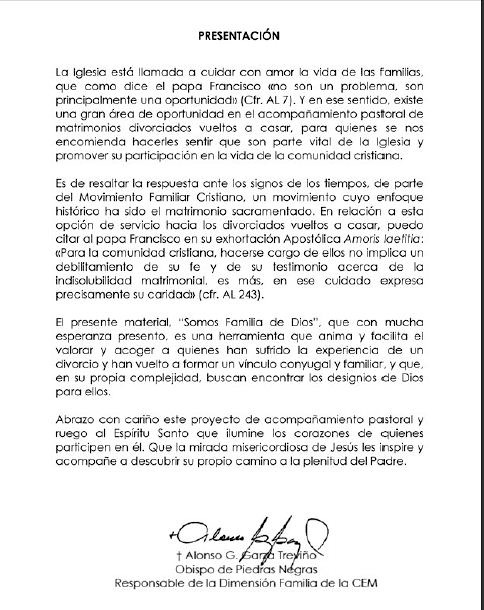 PRESENTACIÓN
La Iglesia está llamada a cuidar con amor la vida de las familias,
que como dice el papa Francisco «no son un problema, son
principalmente una oportunidad» (Cfr. AL 7). Y en ese sentido, existe
una gran área de oportunidad en el acompañamiento pastoral de
matrimonios divorciados vueltos a casar, para quienes se nos
encomienda hacerles sentir que son parte vital de la Iglesia y
promover su participación en la vida de la comunidad cristiana.
Es de resaltar la respuesta ante los signos de los tiempos, de parte
del Movimiento Familiar Cristiano, un movimiento cuyo enfoque
histórico ha sido el matrimonio sacramentado. En relación a esta
opción de servicio hacia los divorciados vueltos a casar, puedo
citar al papa Francisco en su exhortación Apostólica Amoris laetitia:
«Para la comunidad cristiana, hacerse cargo de ellos no implica un
debilitamiento de su fe y de su testimonio acerca de la
indisolubilidad matrimonial, es más, en ese cuidado expresa
precisamente su caridad» (cfr. AL 243).
El presente material, “Somos Familia de Dios”, que con mucha
esperanza presento, es una herramienta que anima y facilita el
valorar y acoger a quienes han sufrido la experiencia de un
divorcio y han vuelto a formar un vínculo conyugal y familiar, y que,
en su propia complejidad, buscan encontrar los designios de Dios
para ellos.
Abrazo con cariño este proyecto de acompañamiento pastoral y
ruego al Espíritu Santo que ilumine los corazones de quienes
participen en él. Que la mirada misericordiosa de Jesús les inspire y
acompañe a descubrir su propio camino a la plenitud del Padre.
† Alonso G. Garza Treviño
Obispo de Piedras Negras
Responsable de la Dimensión Familia de la CEM